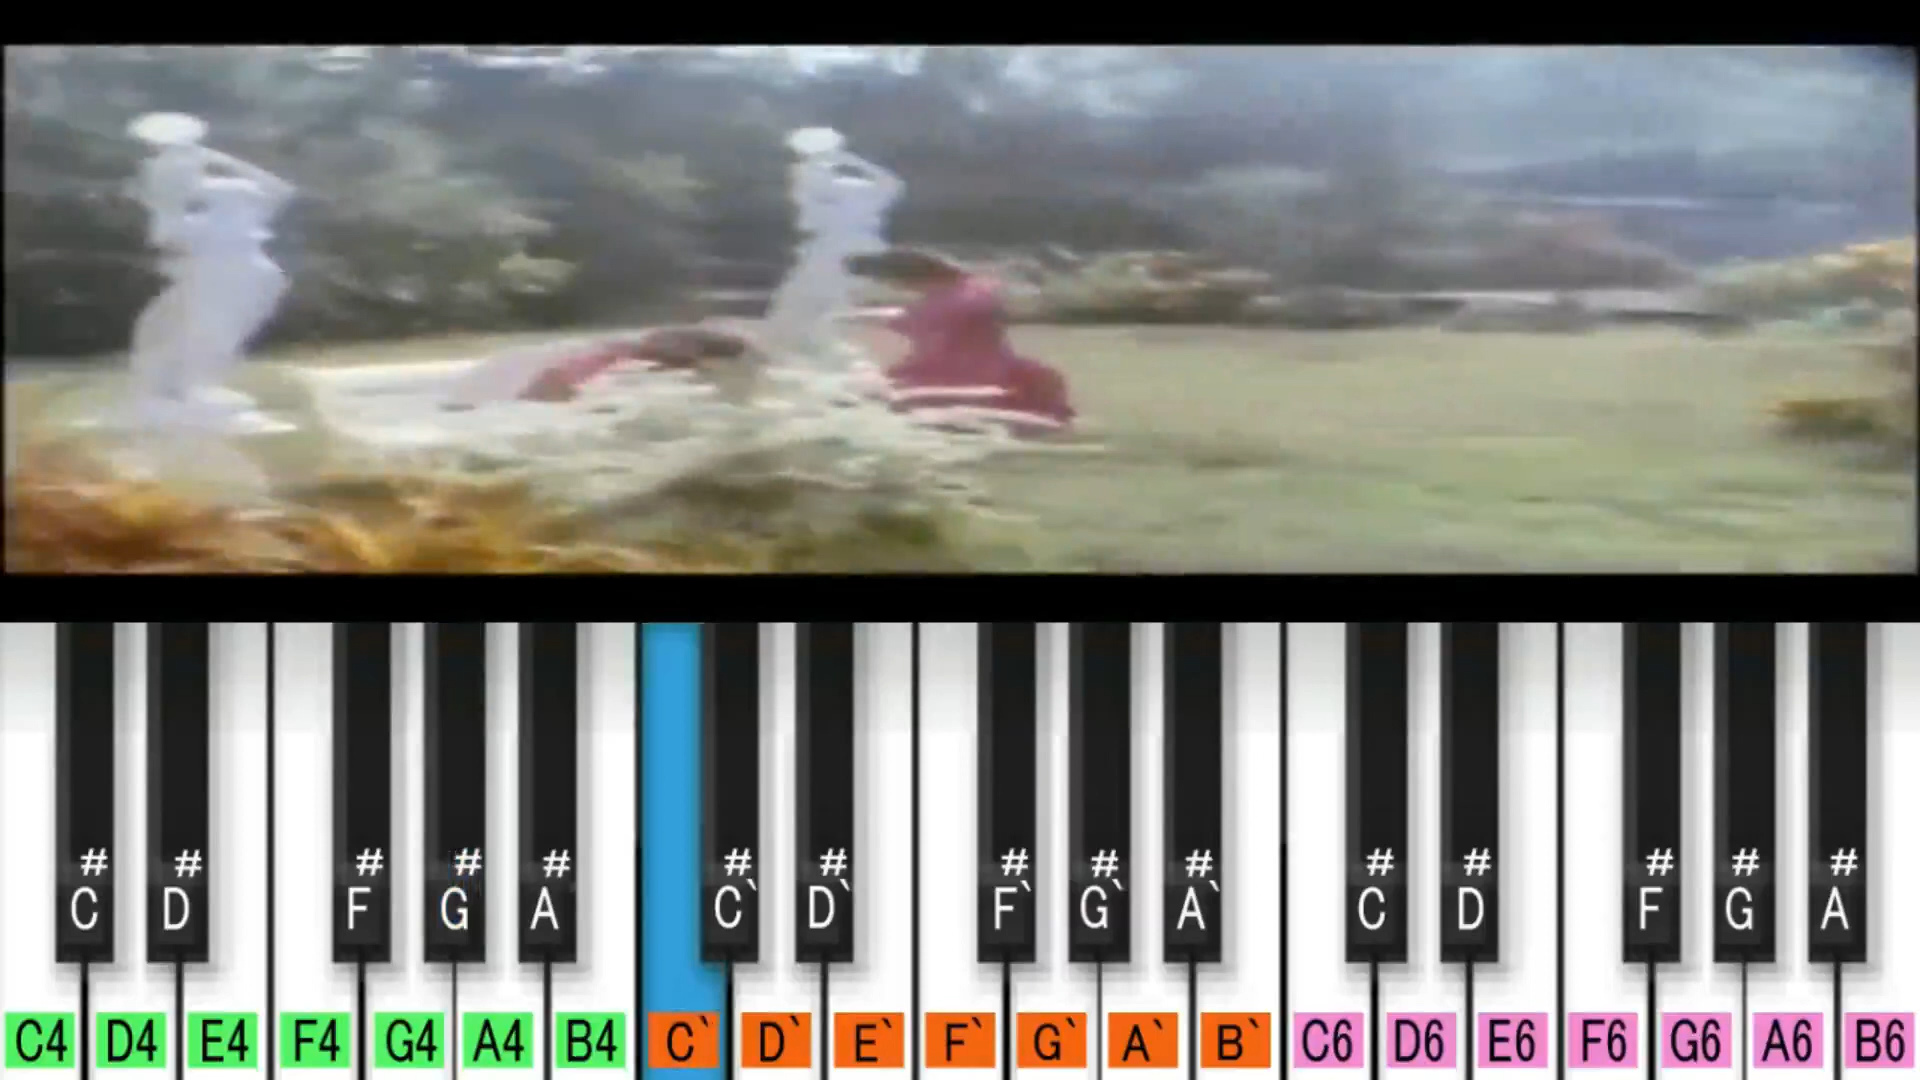 # # # # # # # # # # # # # # #
C D F G A C` D` F` G` A` C D F G A
C4 D4 E4 F4 G4 A4 B4 C` D` E` F` G` A` B` C6 D6 E6 F6 G6 A6 B6